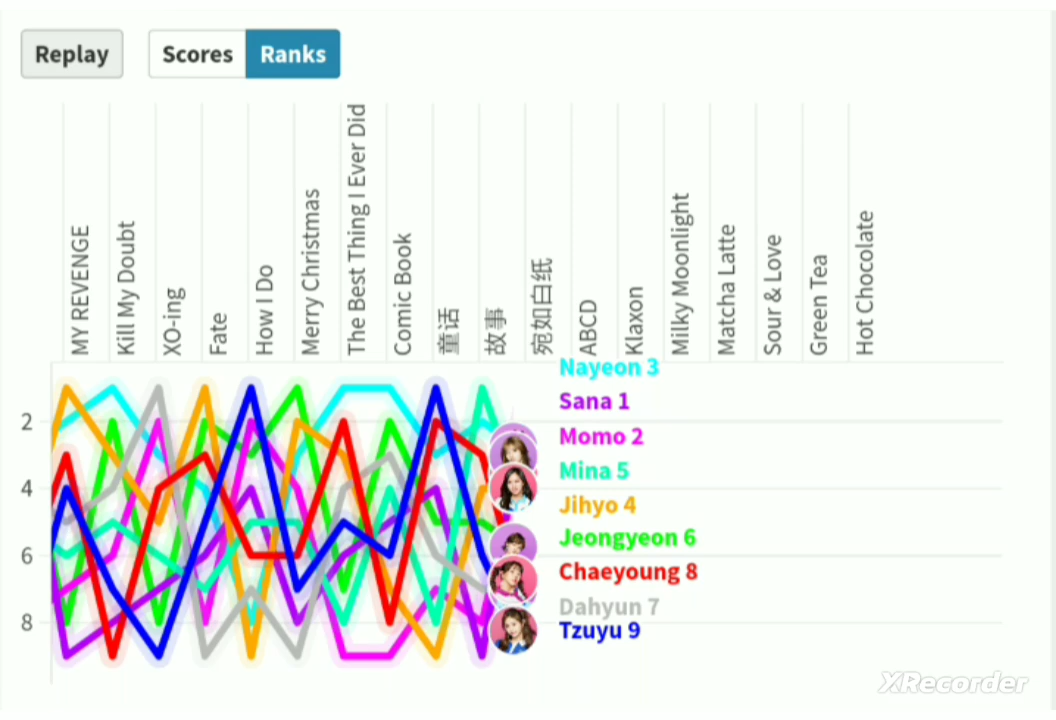 Replay
Scores
Ranks
MY REVENGE
Kill My Doubt
XO-ing
Fate
How I Do
Merry Christmas
The Best Thing I Ever Did
Comic Book
童话
故事
宛如白纸
ABCD
Klaxon
Milky Moonlight
Matcha Latte
Sour & Love
Green Tea
Hot Chocolate
2
4
6
8
Nayeon 3
Sana 1
Momo 2
Mina 5
Jihyo 4
Jeongyeon 6
Chaeyoung 8
Dahyun 7
Tzuyu 9
XRecorder